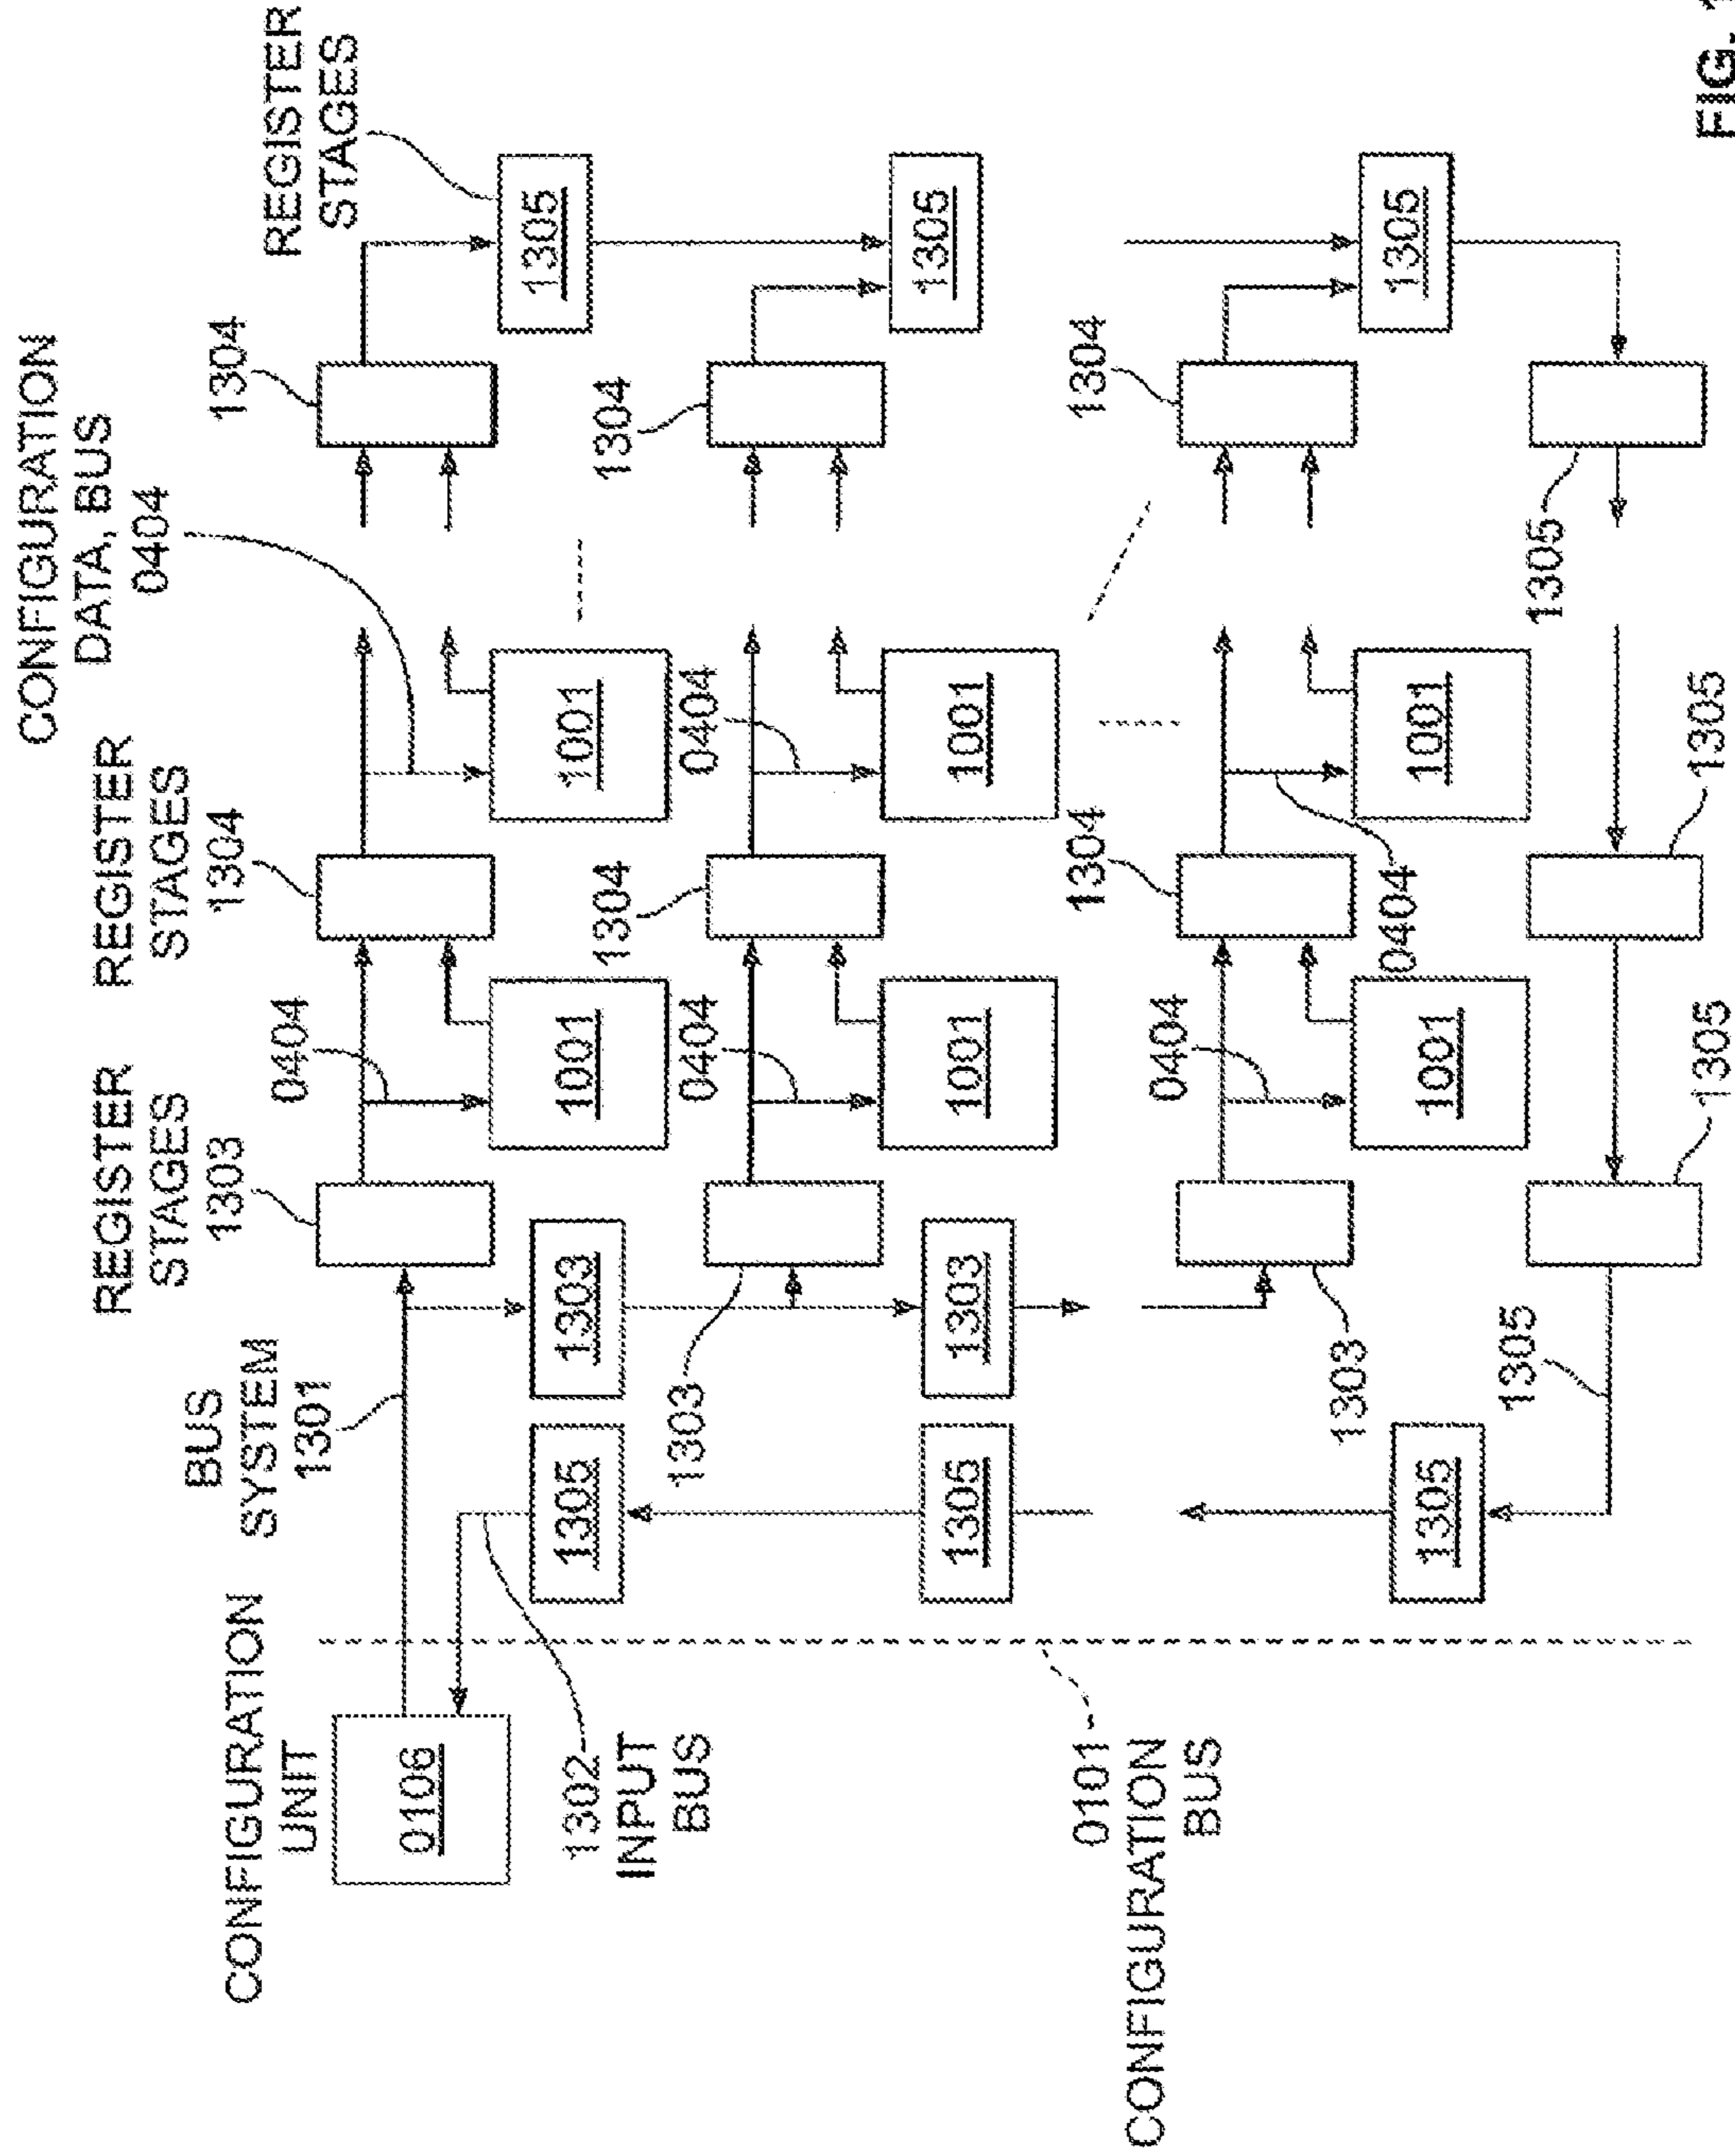 CONFIGURATION
UNIT
0106
BUS
SYSTEM
1301
REGISTER
STAGES
1303
REGISTER
STAGES
1304
CONFIGURATION
DATA, BUS
0404
1304
REGISTER
STAGES
0404
1302
INPUT
BUS
1305
1303
1001
1001
1305
1304
1304
1303
0404
0404
1305
1303
1001
1001
1305
0101
CONFIGURATION
BUS
1304
1304
0404
1303
0404
1305
1001
1001
1305
1305
1305
1305
1305
FIG.